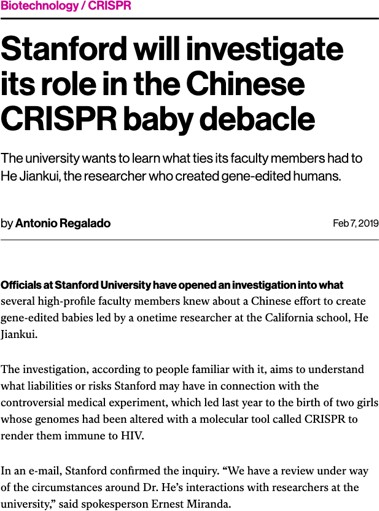 Biotechnology / CRISPR
Stanford will investigate
its role in the Chinese
CRISPR baby debacle
The university wants to learn what ties its faculty members had to
He Jiankui, the researcher who created gene-edited humans.
by Antonio Regalado
Feb 7, 2019
Officials at Stanford University have opened an investigation into what
several high-profile faculty members knew about a Chinese effort to create
gene-edited babies led by a onetime researcher at the California school, He
Jiankui.
The investigation, according to people familiar with it, aims to understand
what liabilities or risks Stanford may have in connection with the
controversial medical experiment, which led last year to the birth of two girls
whose genomes had been altered with a molecular tool called CRISPR to
render them immune to HIV.
In an e-mail, Stanford confirmed the inquiry. “We have a review under way
of the circumstances around Dr. He’s interactions with researchers at the
university,” said spokesperson Ernest Miranda.